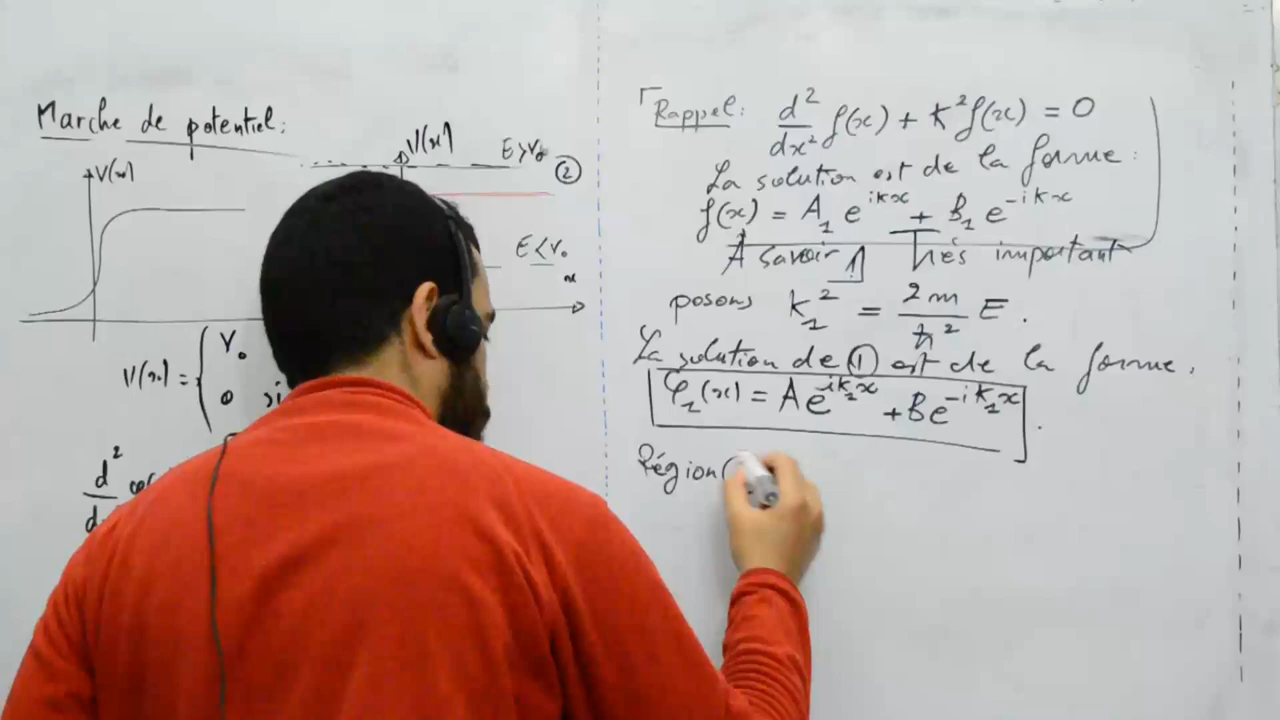 Marche de potentiel:
V(x)
V(x)
E>V₀
②
E<V₀
x
V(x) = { V₀
0 si
d²
Rappel: d²/dx² f(x) + k² f(x) = 0
La solution est de la forme:
f(x) = A₁ e^{ikx} + B₁ e^{-ikx}
A savoir ! Très important
posons k₁² = 2m/ħ² E.
La solution de ① est de la forme.
φ₁(x) = A e^{ik₁x} + B e^{-ik₁x}.
Région